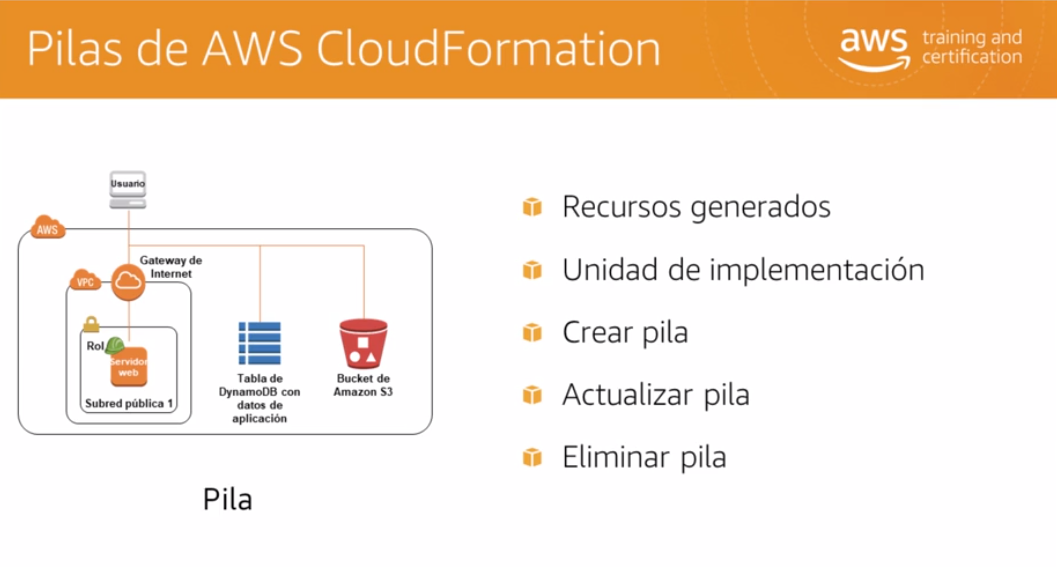 Pilas de AWS CloudFormation
aws training and
certification
Usuario
AWS
Gateway de
Internet
VPC
Rol
Servidor
web
Subred pública 1
Tabla de
DynamoDB con
datos de
aplicación
Bucket de
Amazon S3
Pila
Recursos generados
Unidad de implementación
Crear pila
Actualizar pila
Eliminar pila